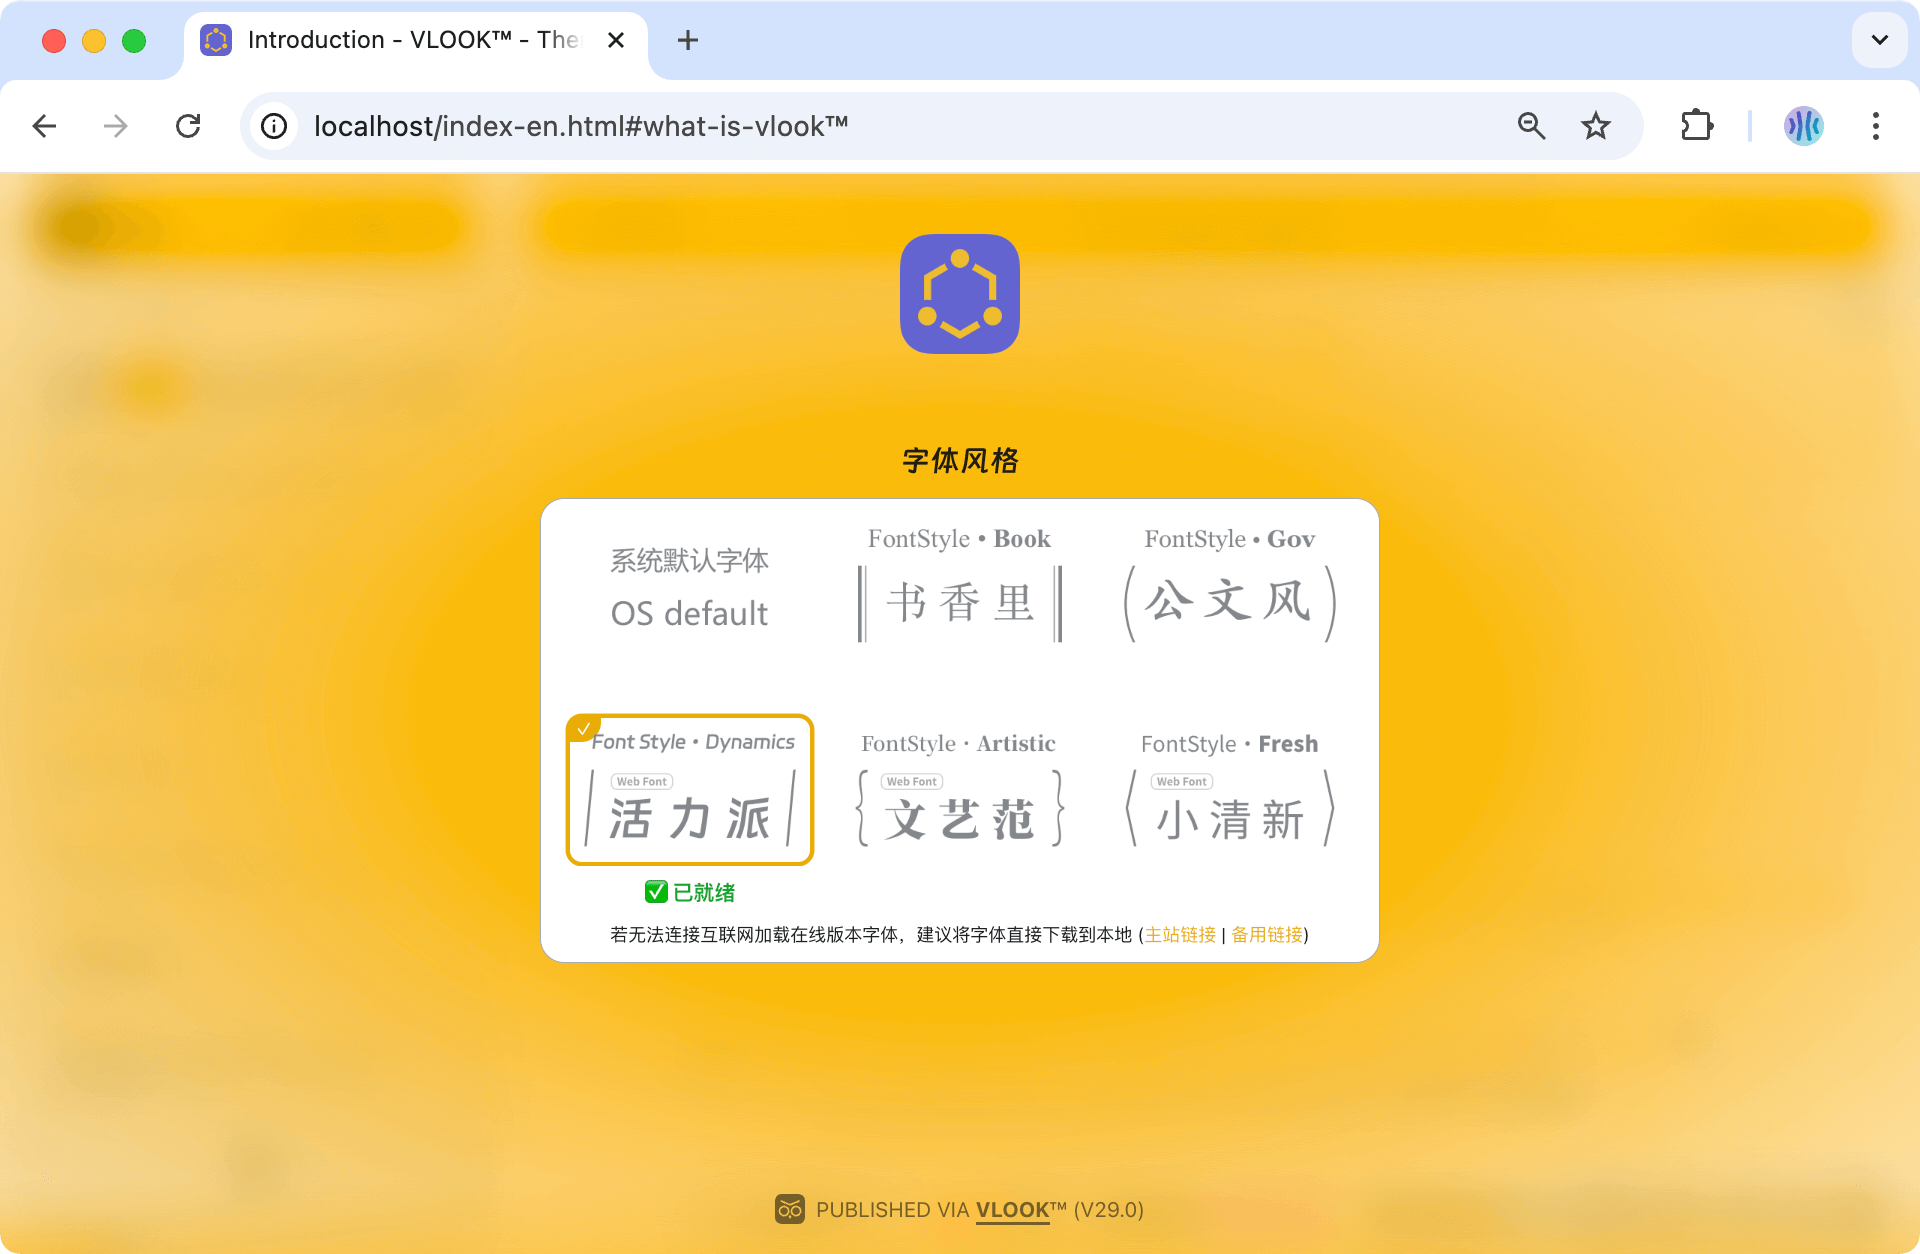 Introduction - VLOOK™ - The
localhost/index-en.html#what-is-vlook™
字体风格
系统默认字体
OS default
FontStyle • Book
书香里
FontStyle • Gov
(公文风)
Font Style • Dynamics
Web Font
活力派
FontStyle • Artistic
Web Font
{文艺范}
FontStyle • Fresh
Web Font
〈小清新〉
✅ 已就绪
若无法连接互联网加载在线版本字体，建议将字体直接下载到本地 (主站链接 | 备用链接)
PUBLISHED VIA VLOOK™ (V29.0)